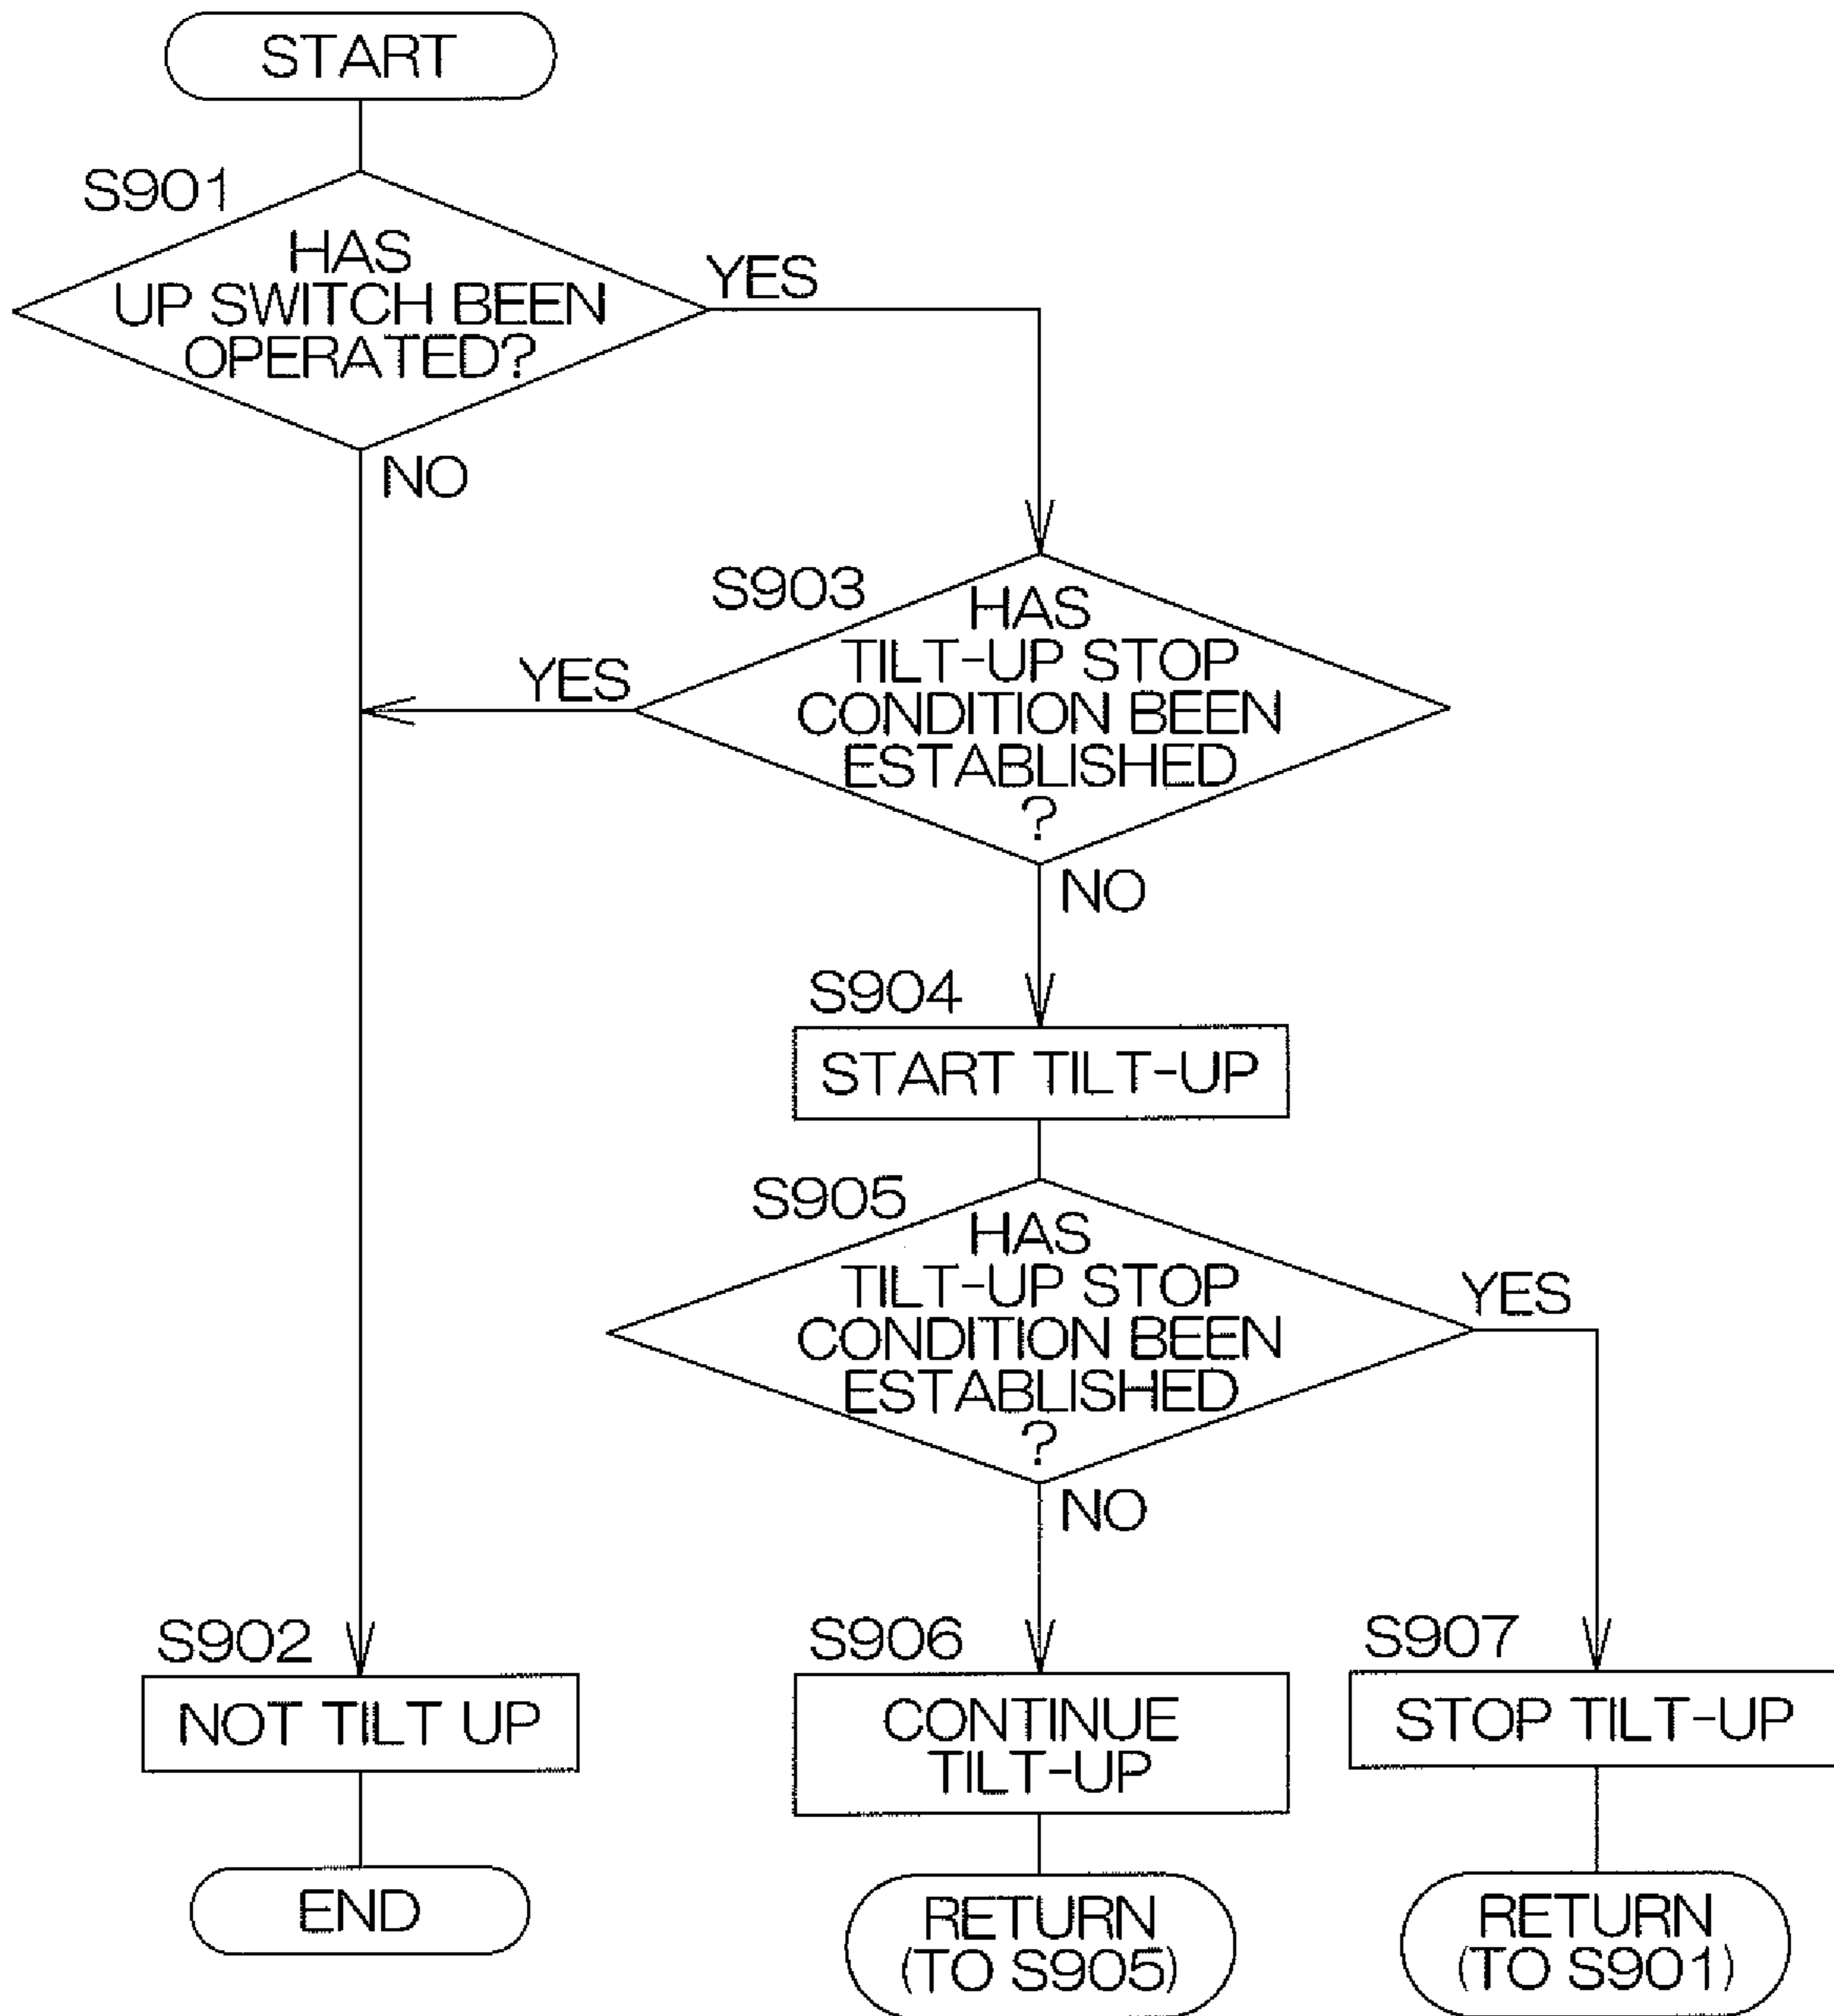 START
S901
HAS
UP SWITCH BEEN
OPERATED?
YES
NO
S903
HAS
TILT-UP STOP
CONDITION BEEN
ESTABLISHED
?
YES
NO
S904
START TILT-UP
S905
HAS
TILT-UP STOP
CONDITION BEEN
ESTABLISHED
?
YES
NO
S902
NOT TILT UP
END
S906
CONTINUE
TILT-UP
RETURN
(TO S905)
S907
STOP TILT-UP
RETURN
(TO S901)